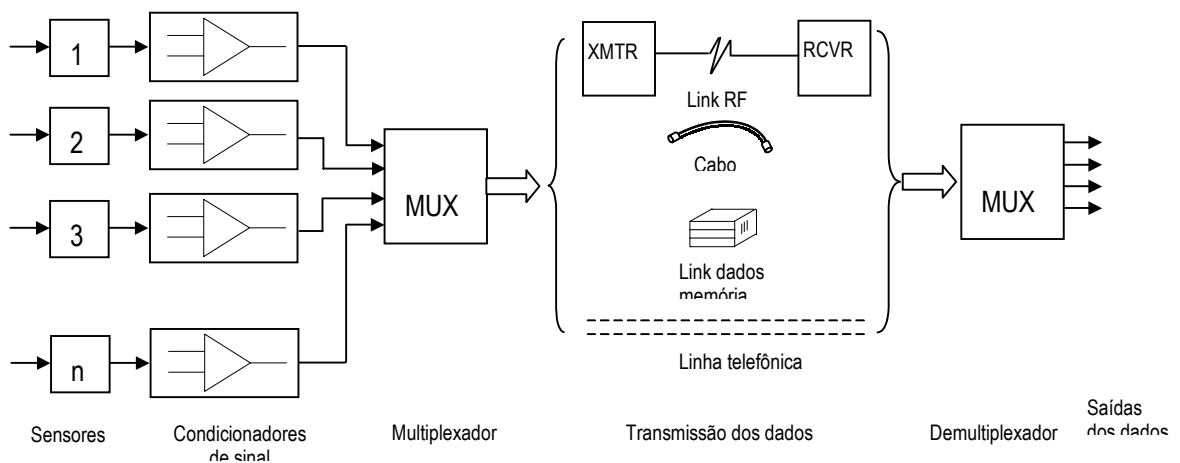 1
2
3
n
MUX
XMTR
RCVR
Link RF
Cabo
Link dados
memória
Linha telefônica
MUX
Sensores
Condicionadores
de sinal
Multiplexador
Transmissão dos dados
Demultiplexador
Saídas
dos dados